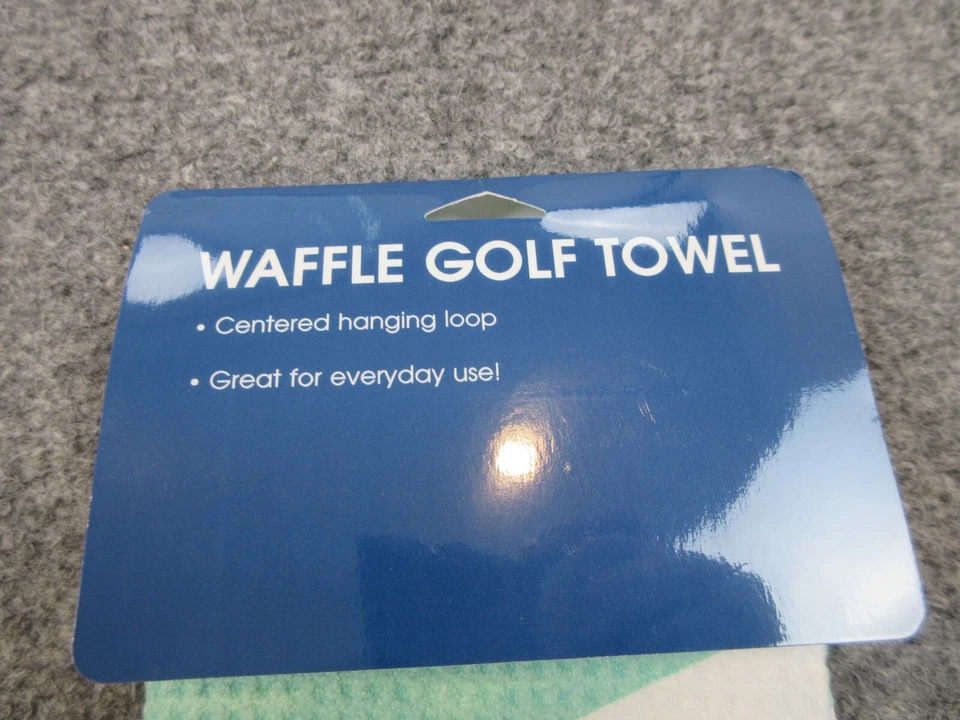 WAFFLE GOLF TOWEL
• Centered hanging loop
• Great for everyday use!